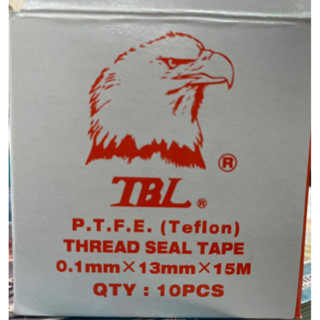 ®
TBL ®
P.T.F.E. (Teflon)
THREAD SEAL TAPE
0.1mm×13mm×15M
QTY : 10PCS